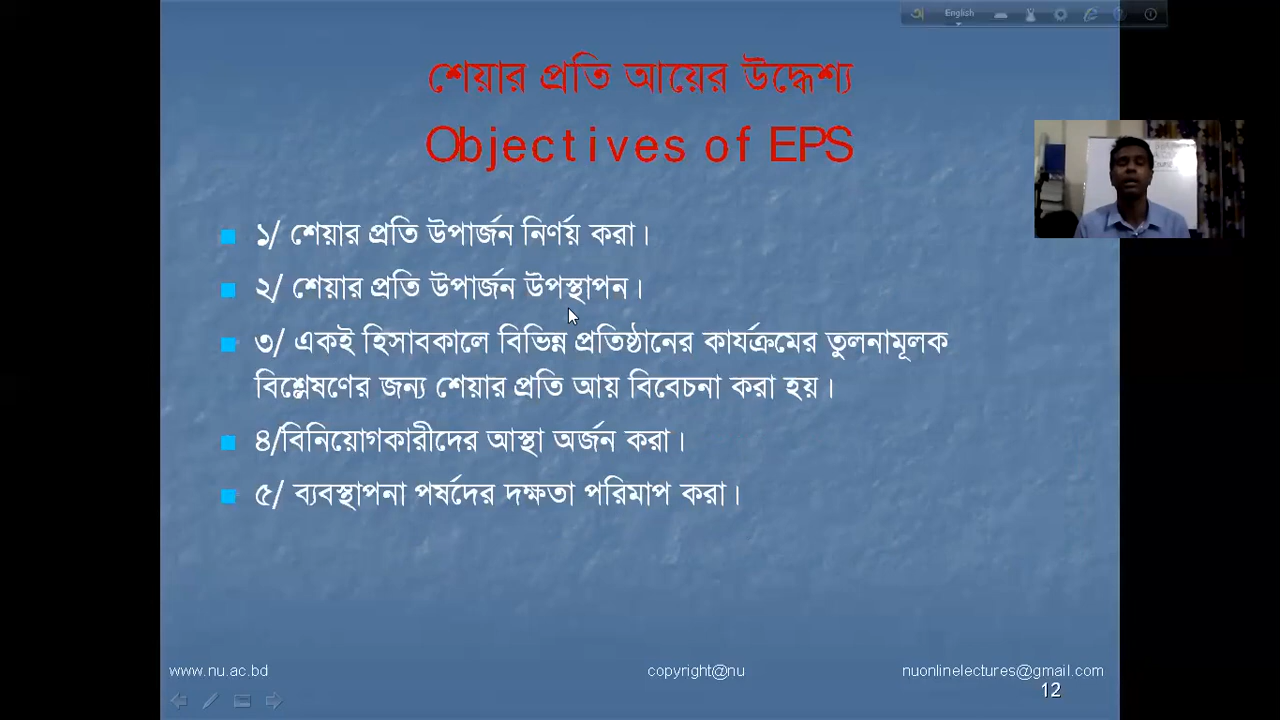 English
শেয়ার প্রতি আয়ের উদ্ধেশ্য
Objectives of EPS
১/ শেয়ার প্রতি উপার্জন নির্ণয় করা।
২/ শেয়ার প্রতি উপার্জন উপস্থাপন।
৩/ একই হিসাবকালে বিভিন্ন প্রতিষ্ঠানের কার্যক্রমের তুলনামূলক
বিশ্লেষণের জন্য শেয়ার প্রতি আয় বিবেচনা করা হয়।
৪/বিনিয়োগকারীদের আস্থা অর্জন করা।
৫/ ব্যবস্থাপনা পর্ষদের দক্ষতা পরিমাপ করা।
www.nu.ac.bd
copyright@nu
nuonlinelectures@gmail.com
12